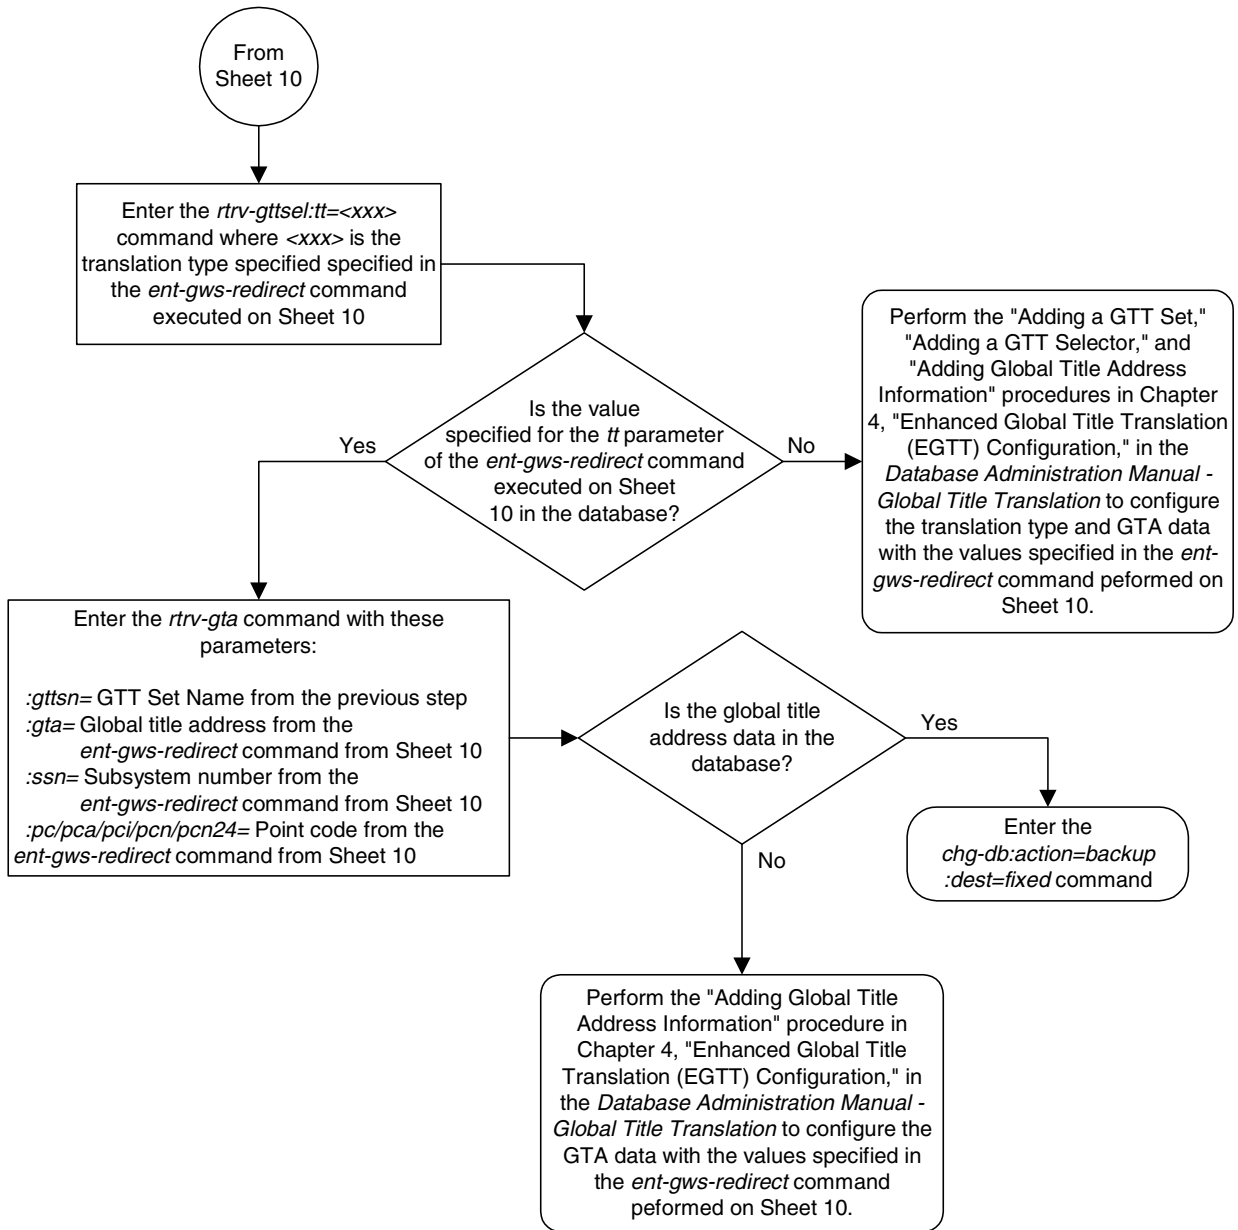 From
Sheet 10
Enter the rtrv-gttsel:tt=<xxx>
command where <xxx> is the
translation type specified specified in
the ent-gws-redirect command
executed on Sheet 10
Is the value
specified for the tt parameter
of the ent-gws-redirect command
executed on Sheet
10 in the database?
Yes
No
Perform the "Adding a GTT Set,"
"Adding a GTT Selector," and
"Adding Global Title Address
Information" procedures in Chapter
4, "Enhanced Global Title Translation
(EGTT) Configuration," in the
Database Administration Manual -
Global Title Translation to configure
the translation type and GTA data
with the values specified in the ent-
gws-redirect command peformed on
Sheet 10.
Enter the rtrv-gta command with these
parameters:
:gttsn= GTT Set Name from the previous step
:gta= Global title address from the
ent-gws-redirect command from Sheet 10
:ssn= Subsystem number from the
ent-gws-redirect command from Sheet 10
:pc/pca/pci/pcn/pcn24= Point code from the
ent-gws-redirect command from Sheet 10
Is the global title
address data in the
database?
Yes
No
Enter the
chg-db:action=backup
:dest=fixed command
Perform the "Adding Global Title
Address Information" procedure in
Chapter 4, "Enhanced Global Title
Translation (EGTT) Configuration," in
the Database Administration Manual -
Global Title Translation to configure the
GTA data with the values specified in
the ent-gws-redirect command
peformed on Sheet 10.